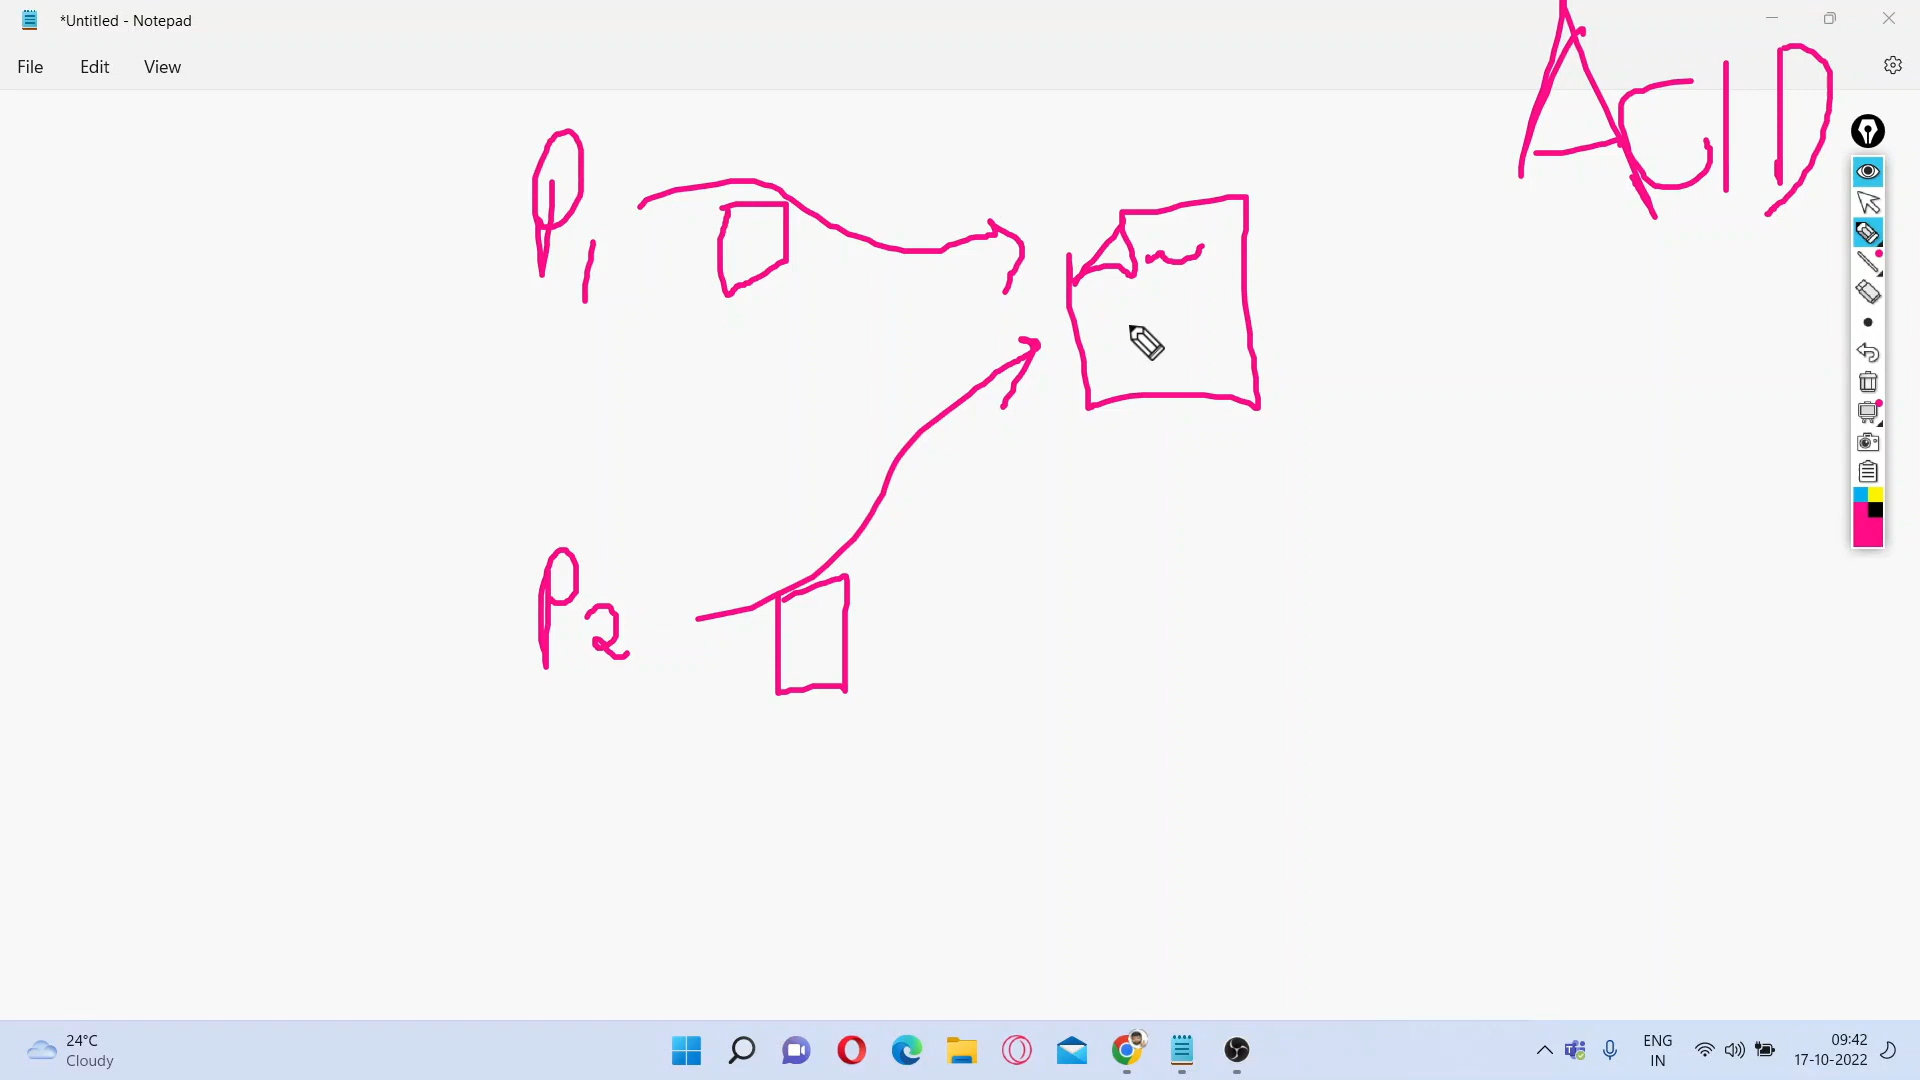 *Untitled - Notepad
File Edit View
ACID
P1
P2
24°C
Cloudy
ENG
IN
09:42
17-10-2022